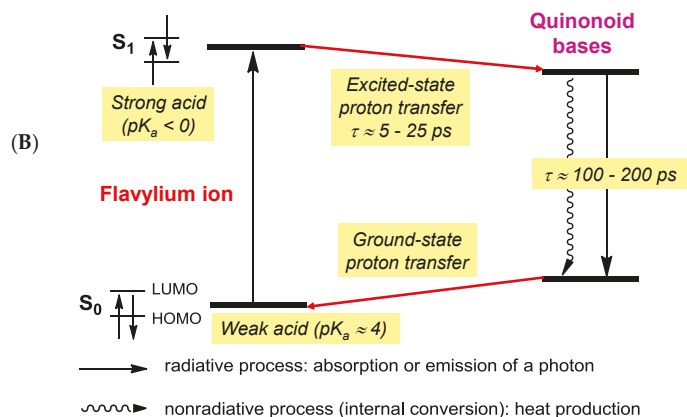 Quinonoid
bases
S1
Strong acid
(pKa < 0)
Excited-state
proton transfer
τ ≈ 5 - 25 ps
(B)
τ ≈ 100 - 200 ps
Flavylium ion
Ground-state
proton transfer
S0
LUMO
HOMO
Weak acid (pKa ≈ 4)
radiative process: absorption or emission of a photon
nonradiative process (internal conversion): heat production